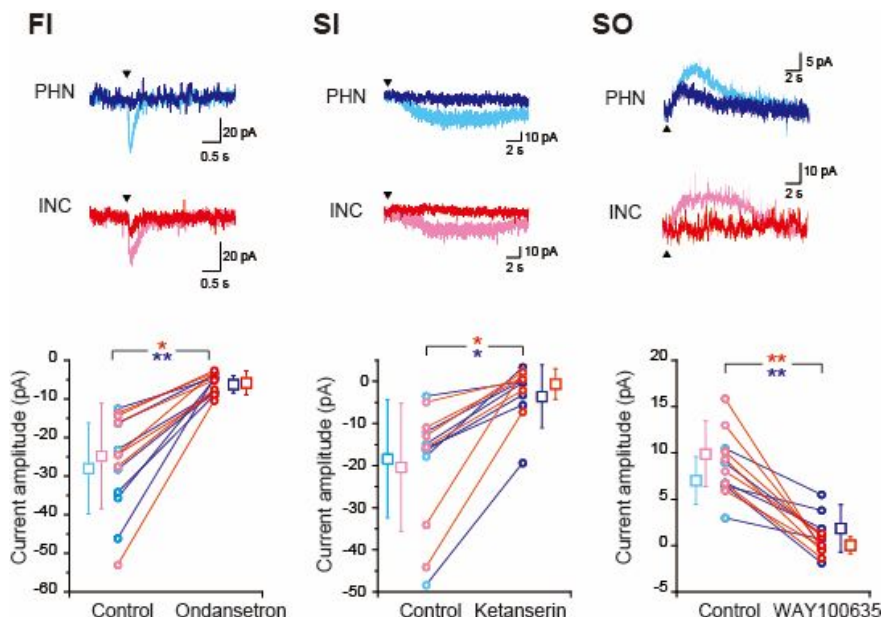 FI
SI
SO
PHN
20 pA
0.5 s
PHN
10 pA
2 s
5 pA
2 s
PHN
INC
20 pA
0.5 s
INC
10 pA
2 s
10 pA
2 s
INC
*
**
Current amplitude (pA)
0
-10
-20
-30
-40
-50
-60
Control Ondansetron
*
*
Current amplitude (pA)
0
-10
-20
-30
-40
-50
Control Ketanserin
**
**
Current amplitude (pA)
20
15
10
5
0
-5
Control WAY100635